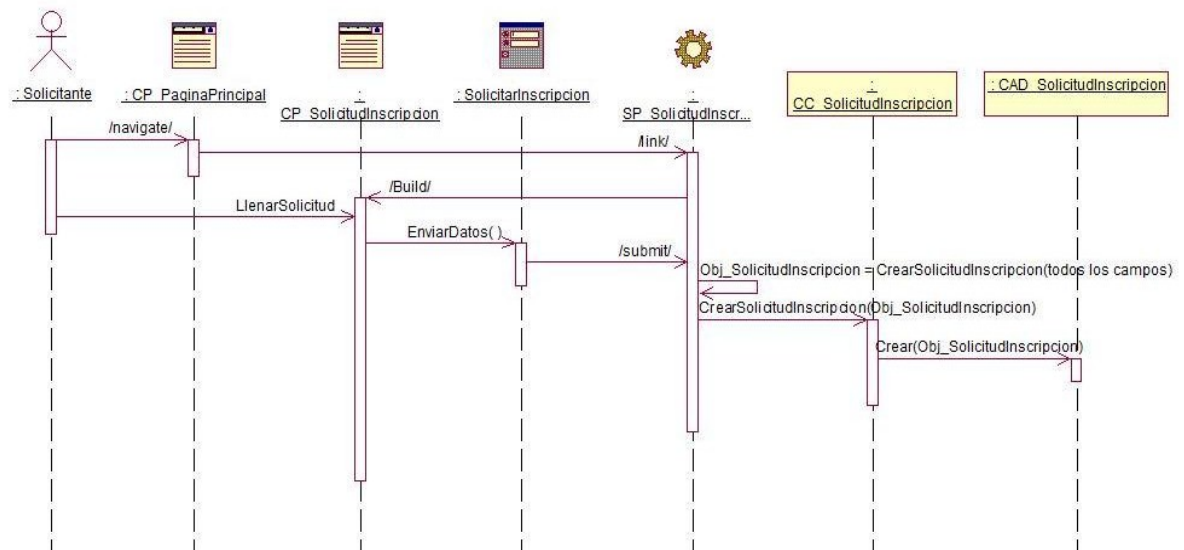 : Solicitante
: CP_PaginaPrincipal
:
CP_SolicitudInscripcion
: SolicitarInscripcion
:
SP_SolicitudInscr...
:
CC_SolicitudInscripcion
: CAD_SolicitudInscripcion
/navigate/
/link/
/Build/
LlenarSolicitud
EnviarDatos( )
/submit/
Obj_SolicitudInscripcion = CrearSolicitudInscripcion(todos los campos)
CrearSolicitudInscripcion(Obj_SolicitudInscripcion)
Crear(Obj_SolicitudInscripcion)